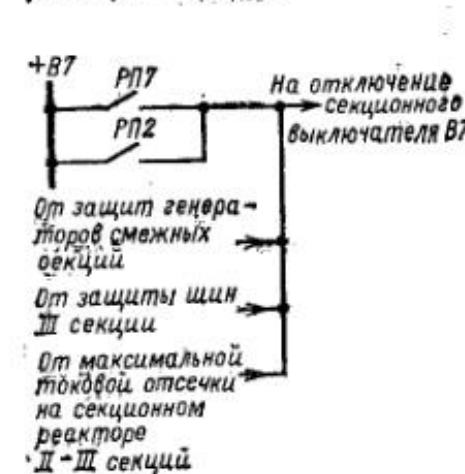 +В7
РП7
РП2
На отключение
секционного
выключателя В7
От защит генера-
торов смежных
секций
От защиты шин
III секции
От максимальной
токовой отсечки
на секционном
реакторе
II-III секций